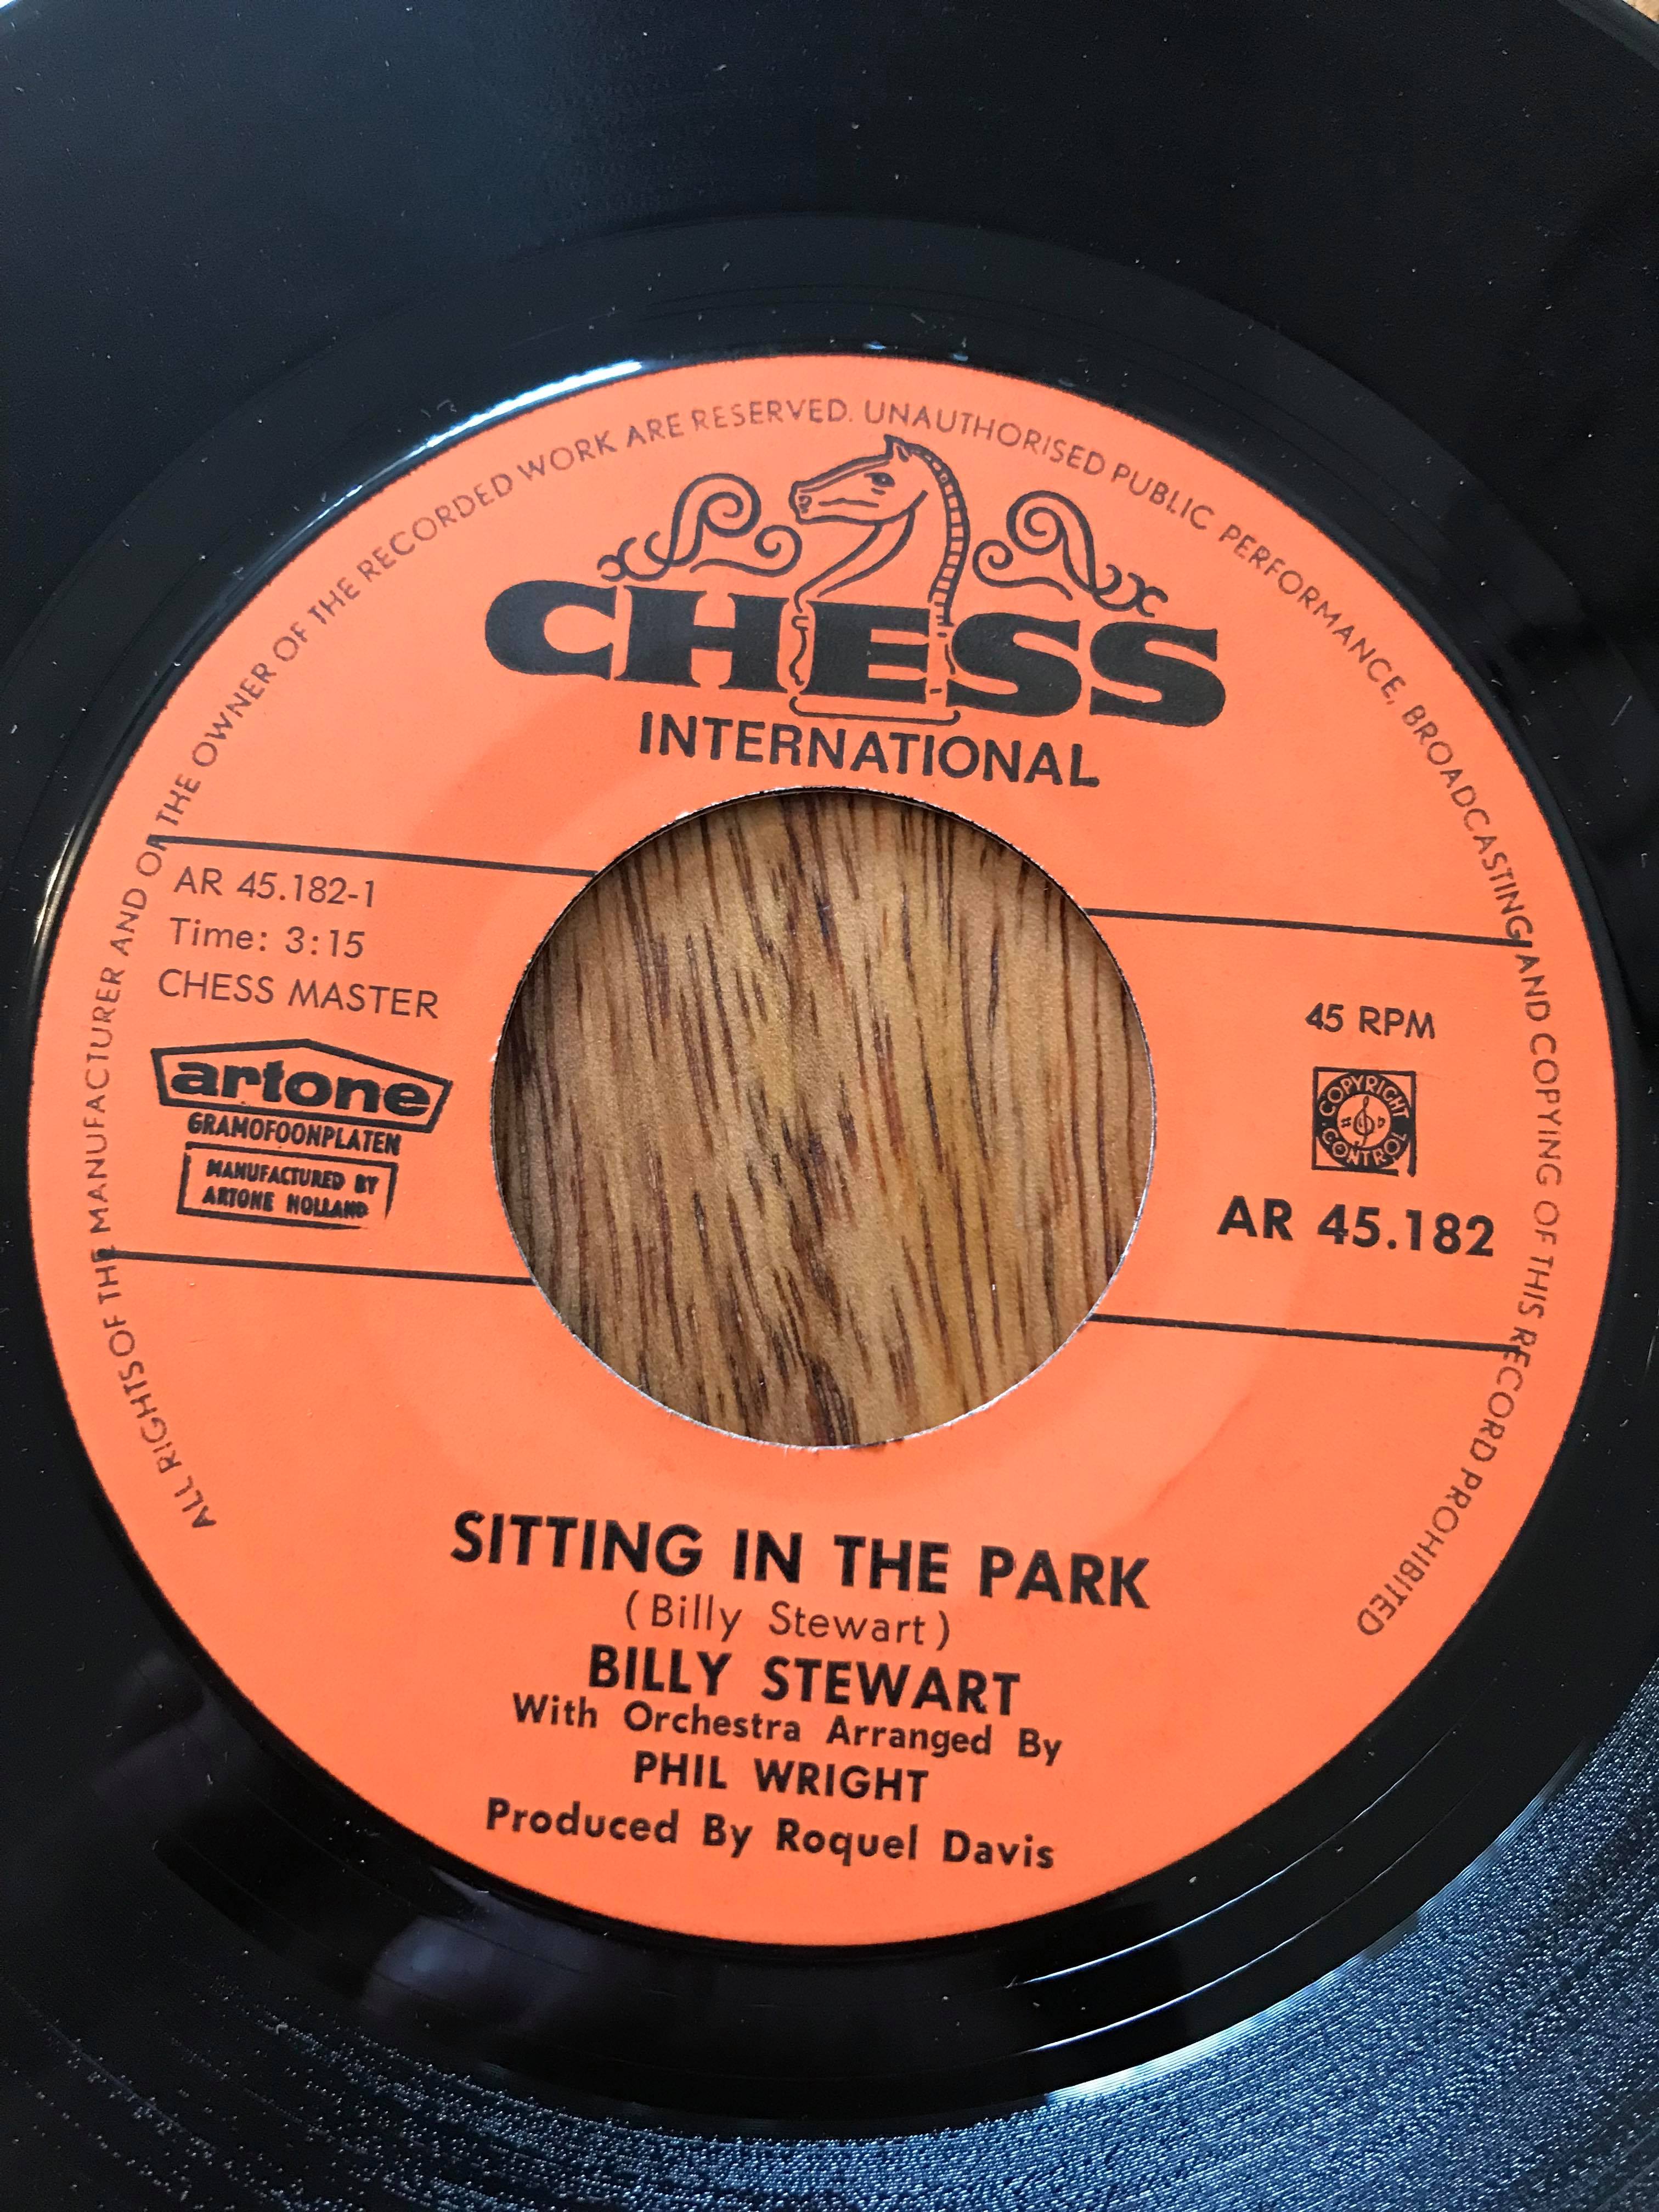 ALL RIGHTS OF THE MANUFACTURER AND OF THE OWNER OF THE RECORDED WORK ARE RESERVED. UNAUTHORISED PUBLIC PERFORMANCE, BROADCASTING AND COPYING OF THIS RECORD PROHIBITED
CHESS
INTERNATIONAL
AR 45.182-1
Time: 3:15
CHESS MASTER
artone
GRAMOFOONPLATEN
MANUFACTURED BY
ARTONE HOLLAND
45 RPM
COPYRIGHT
CONTROL
AR 45.182
SITTING IN THE PARK
(Billy Stewart)
BILLY STEWART
With Orchestra Arranged By
PHIL WRIGHT
Produced By Roquel Davis